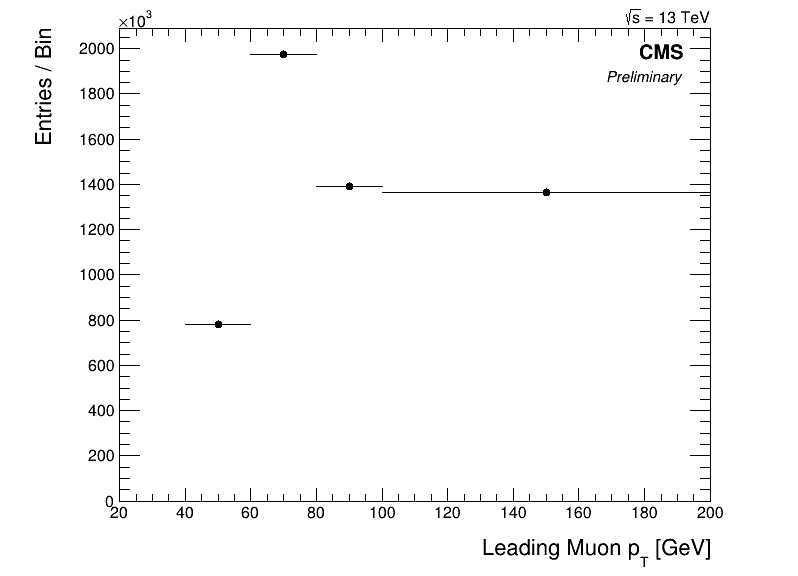 ×10³
√s = 13 TeV
Entries / Bin
CMS
Preliminary
2000
1800
1600
1400
1200
1000
800
600
400
200
0
20 40 60 80 100 120 140 160 180 200
Leading Muon p_T [GeV]